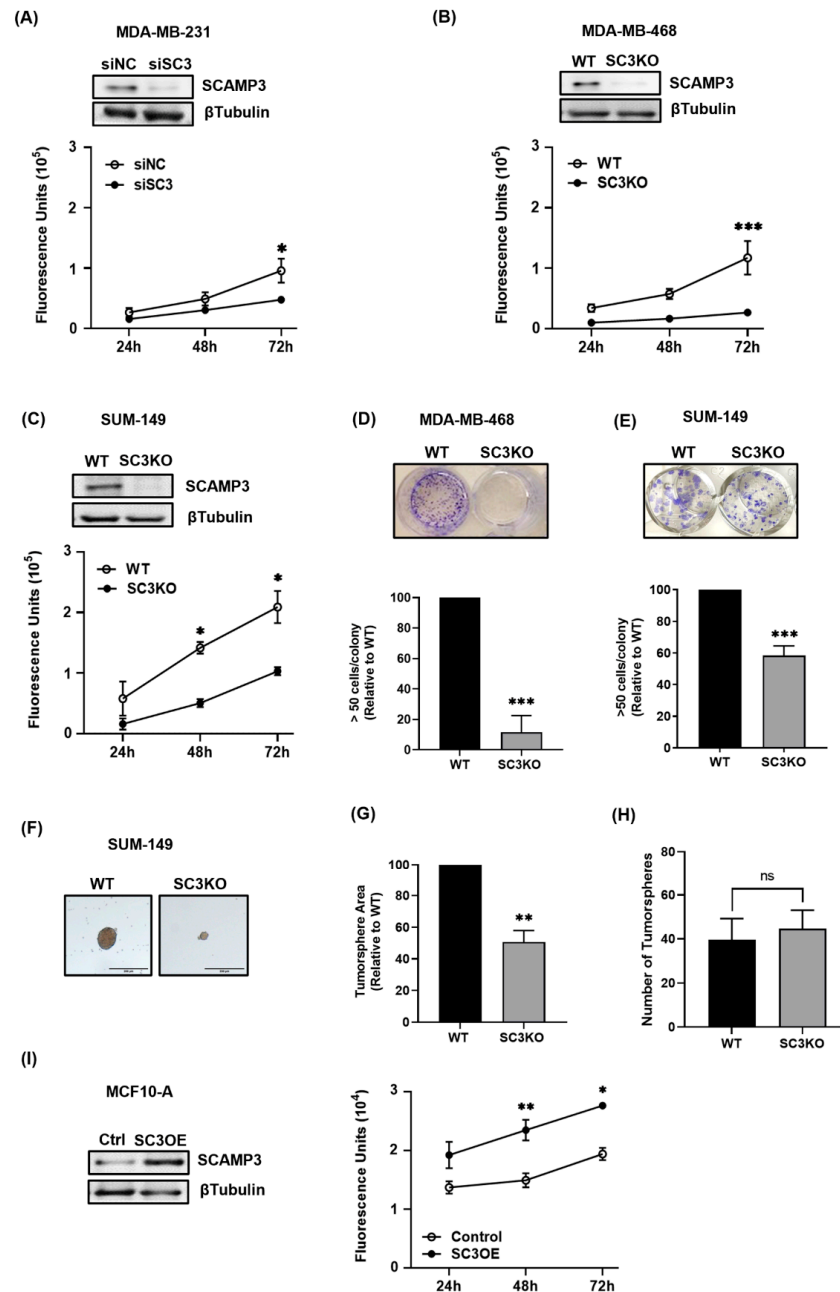 (A)
MDA-MB-231
siNC siSC3
SCAMP3
βTubulin
Fluorescence Units (10⁵)
3
2
1
0
siNC
siSC3
*
24h 48h 72h
(B)
MDA-MB-468
WT SC3KO
SCAMP3
βTubulin
Fluorescence Units (10⁵)
3
2
1
0
WT
SC3KO
***
24h 48h 72h
(C)
SUM-149
WT SC3KO
SCAMP3
βTubulin
Fluorescence Units (10⁵)
3
2
1
0
WT
SC3KO
*
*
24h 48h 72h
(D)
MDA-MB-468
WT SC3KO
> 50 cells/colony
(Relative to WT)
100
80
60
40
20
0
***
WT SC3KO
(E)
SUM-149
WT SC3KO
>50 cells/colony
(Relative to WT)
100
80
60
40
20
0
***
WT SC3KO
(F)
SUM-149
WT SC3KO
(G)
Tumorsphere Area
(Relative to WT)
100
80
60
40
20
0
**
WT SC3KO
(H)
Number of Tumorspheres
80
60
40
20
0
ns
WT SC3KO
(I)
MCF10-A
Ctrl SC3OE
SCAMP3
βTubulin
Fluorescence Units (10⁴)
3
2
1
0
**
*
Control
SC3OE
24h 48h 72h